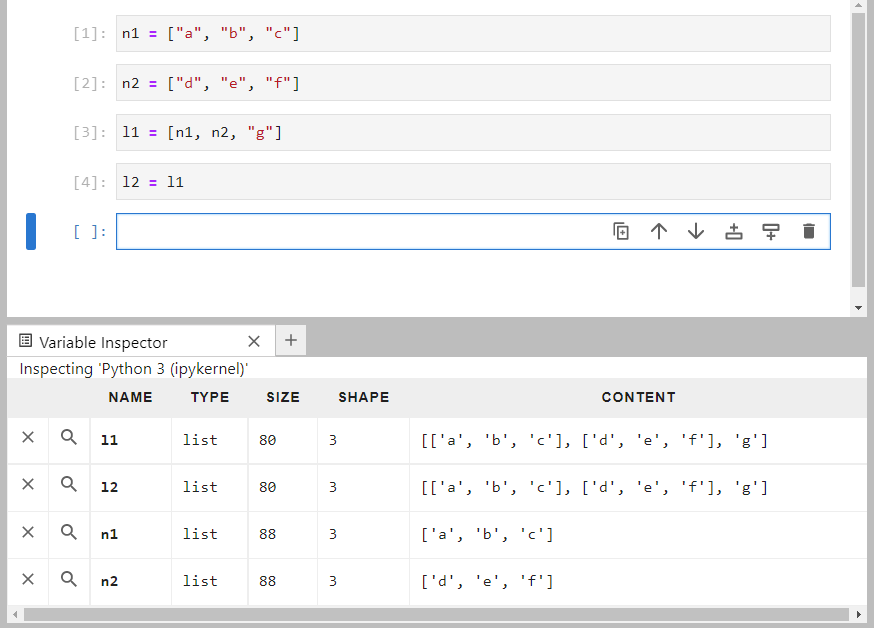 [1]: n1 = ["a", "b", "c"]
[2]: n2 = ["d", "e", "f"]
[3]: l1 = [n1, n2, "g"]
[4]: l2 = l1
[ ]:
Variable Inspector
Inspecting 'Python 3 (ipykernel)'
NAME TYPE SIZE SHAPE CONTENT
l1 list 80 3 [['a', 'b', 'c'], ['d', 'e', 'f'], 'g']
l2 list 80 3 [['a', 'b', 'c'], ['d', 'e', 'f'], 'g']
n1 list 88 3 ['a', 'b', 'c']
n2 list 88 3 ['d', 'e', 'f']